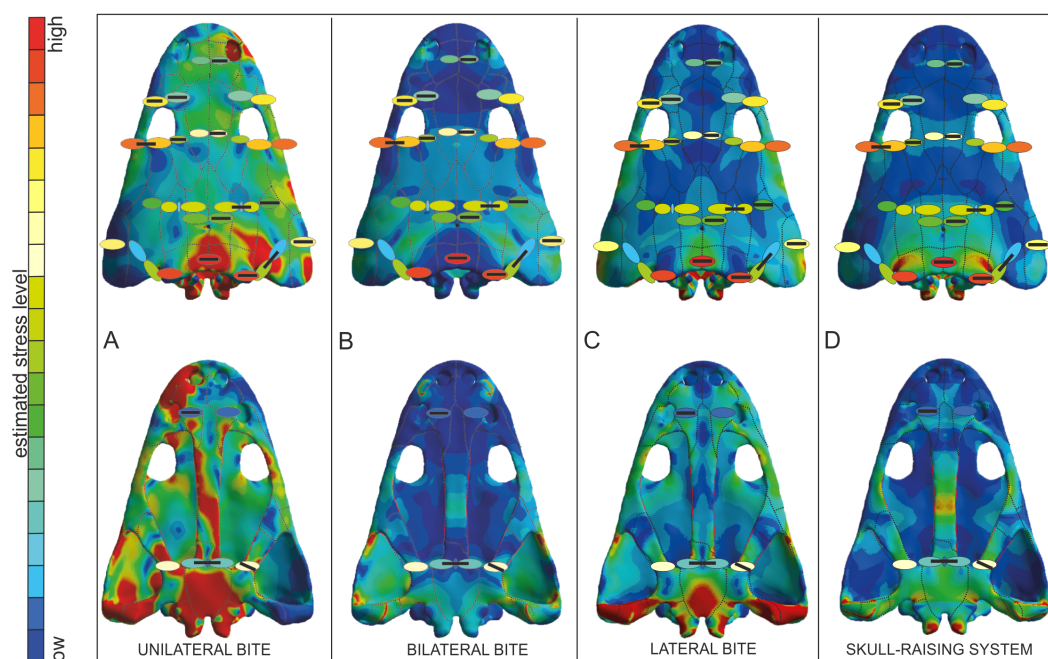 high
estimated stress level
A
B
C
D
UNILATERAL BITE
BILATERAL BITE
LATERAL BITE
SKULL-RAISING SYSTEM